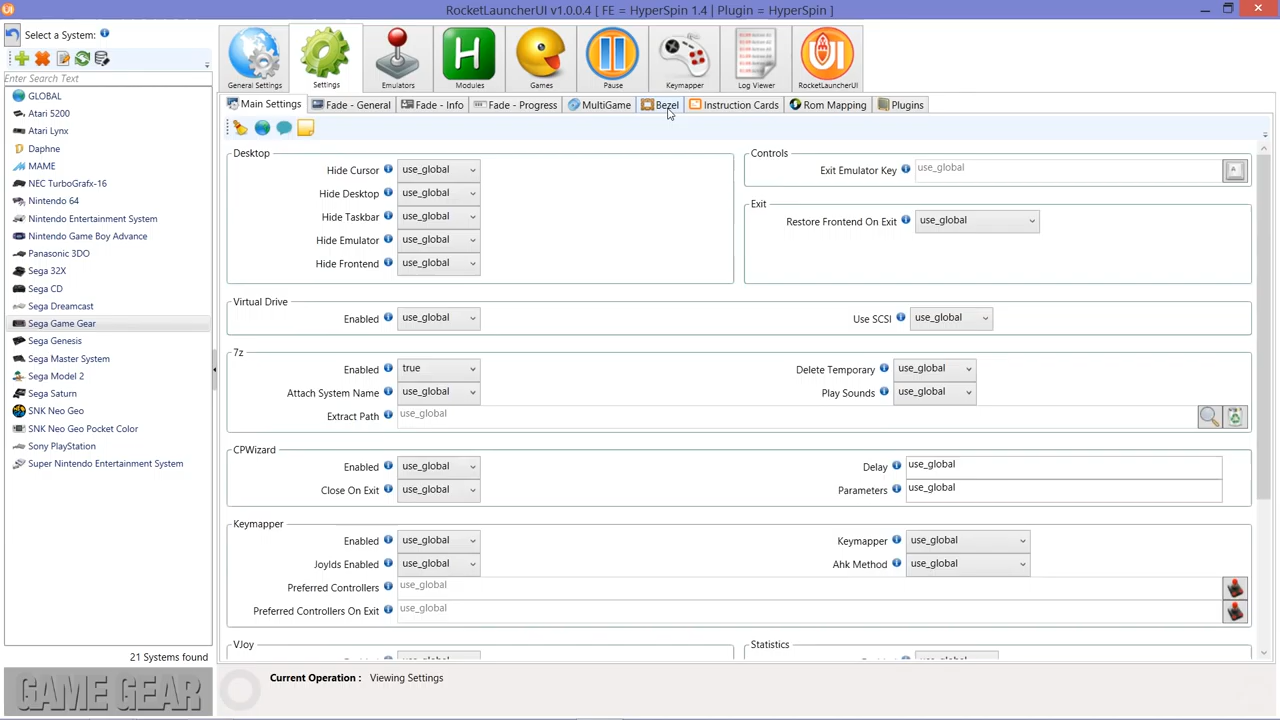 RocketLauncherUI v1.0.0.4 [ FE = HyperSpin 1.4 | Plugin = HyperSpin ]
Select a System:
Enter Search Text
GLOBAL
Atari 5200
Atari Lynx
Daphne
MAME
NEC TurboGrafx-16
Nintendo 64
Nintendo Entertainment System
Nintendo Game Boy Advance
Panasonic 3DO
Sega 32X
Sega CD
Sega Dreamcast
Sega Game Gear
Sega Genesis
Sega Master System
Sega Model 2
Sega Saturn
SNK Neo Geo
SNK Neo Geo Pocket Color
Sony PlayStation
Super Nintendo Entertainment System
21 Systems found
GAME GEAR
General Settings Settings Emulators Modules Games Pause Keymapper Log Viewer RocketLauncherUI
Main Settings Fade - General Fade - Info Fade - Progress MultiGame Bezel Instruction Cards Rom Mapping Plugins
Desktop
Hide Cursor use_global
Hide Desktop use_global
Hide Taskbar use_global
Hide Emulator use_global
Hide Frontend use_global
Controls
Exit Emulator Key use_global
Exit
Restore Frontend On Exit use_global
Virtual Drive
Enabled use_global Use SCSI use_global
7z
Enabled true Delete Temporary use_global
Attach System Name use_global Play Sounds use_global
Extract Path use_global
CPWizard
Enabled use_global Delay use_global
Close On Exit use_global Parameters use_global
Keymapper
Enabled use_global Keymapper use_global
JoyIds Enabled use_global Ahk Method use_global
Preferred Controllers use_global
Preferred Controllers On Exit use_global
VJoy Statistics
Current Operation : Viewing Settings